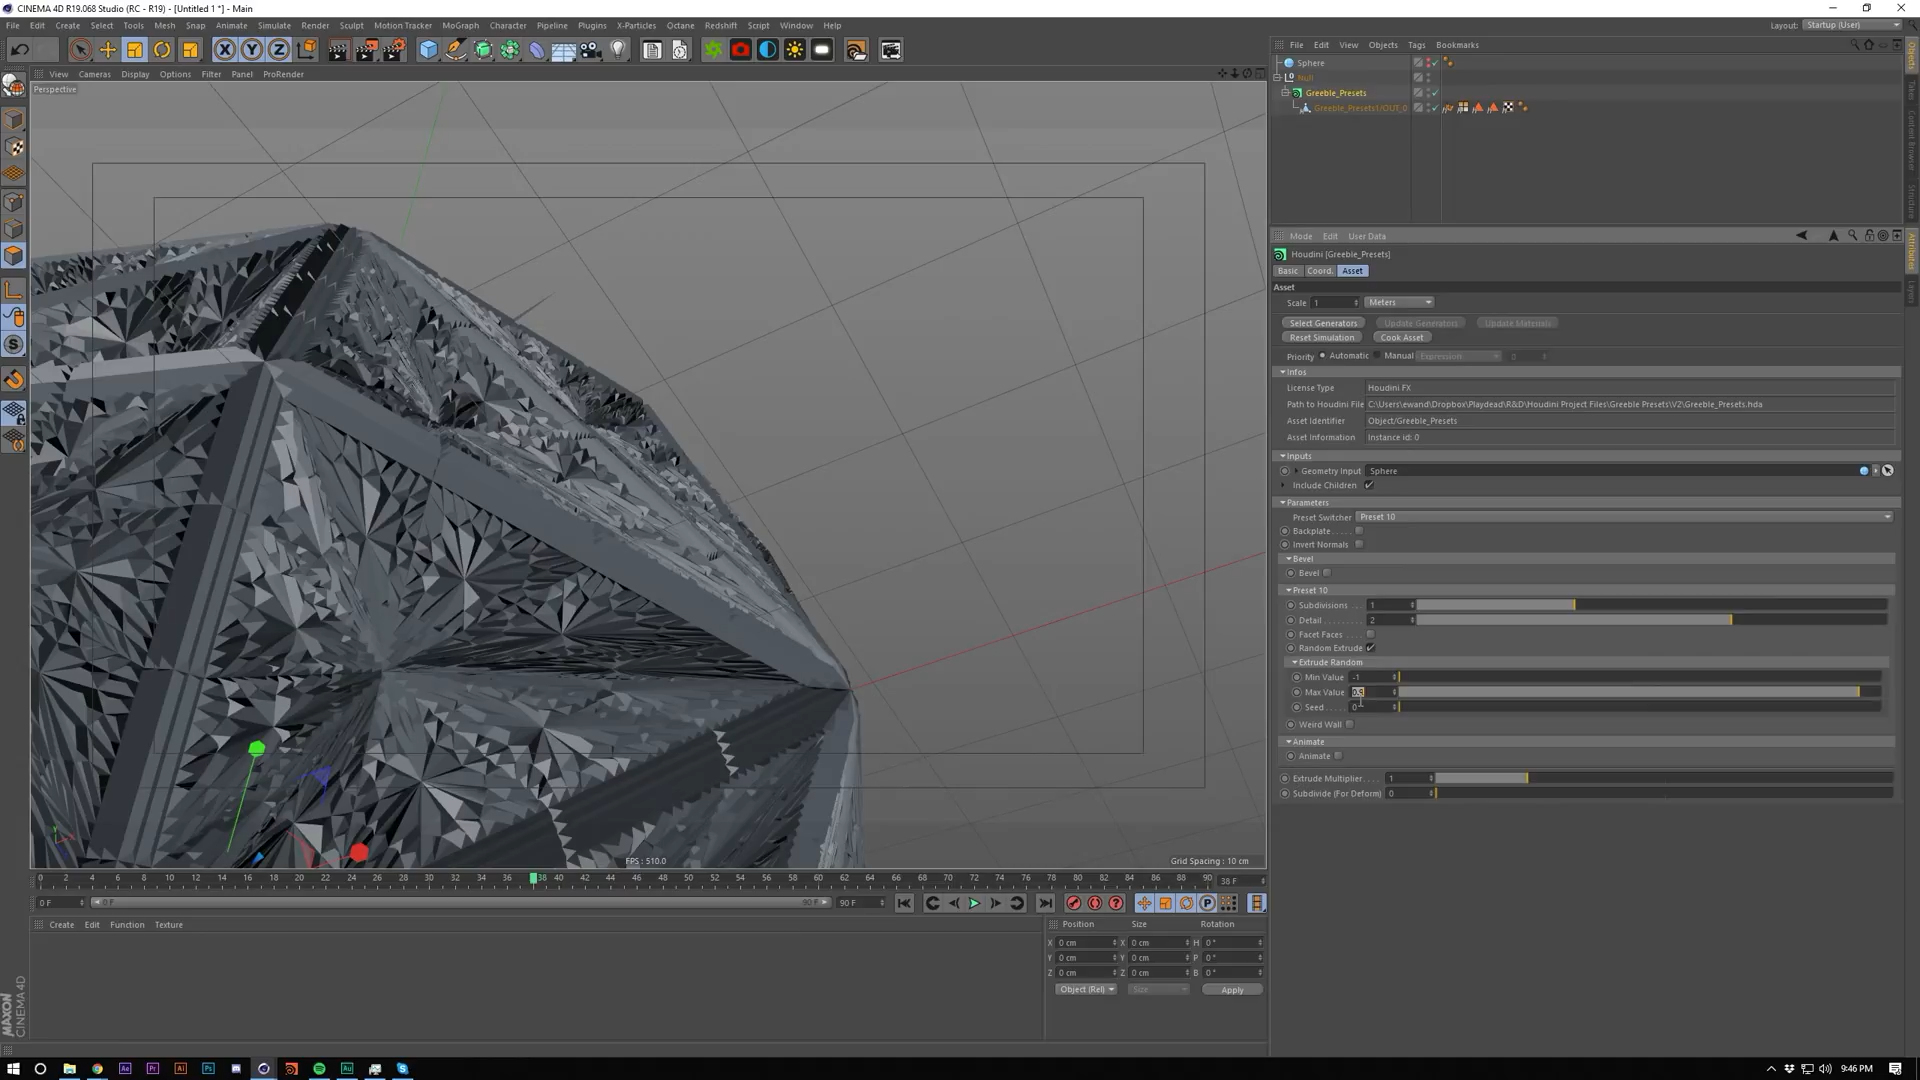 CINEMA 4D R19.068 Studio (RC - R19) - [Untitled 1 *] - Main
File Edit Create Select Tools Mesh Snap Animate Simulate Render Sculpt Motion Tracker MoGraph Character Pipeline Plugins X-Particles Octane Redshift Script Window Help
Layout: Startup (User)
View Cameras Display Options Filter Panel ProRender
Perspective
FPS : 510.0
Grid Spacing : 10 cm
0 2 4 6 8 10 12 14 16 18 20 22 24 26 28 30 32 34 36 38 40 42 44 46 48 50 52 54 56 58 60 62 64 66 68 70 72 74 76 78 80 82 84 86 88 90
38 F
0 F
0 F
90 F
90 F
Create Edit Function Texture
Position Size Rotation
X 0 cm X 0 cm H 0 °
Y 0 cm Y 0 cm P 0 °
Z 0 cm Z 0 cm B 0 °
Object (Rel) Size Apply
MAXON
CINEMA 4D
File Edit View Objects Tags Bookmarks
Sphere
Null
Greeble_Presets
Greeble_Presets1/OUT_0
Objects
Takes
Content Browser
Structure
Attributes
Layers
Mode Edit User Data
Houdini [Greeble_Presets]
Basic Coord. Asset
Asset
Scale 1 Meters
Select Generators Update Generators Update Materials
Reset Simulation Cook Asset
Priority Automatic Manual Expression 0
Infos
License Type Houdini FX
Path to Houdini File C:\Users\ewand\Dropbox\Playdead\R&D\Houdini Project Files\Greeble Presets\V2\Greeble_Presets.hda
Asset Identifier Object/Greeble_Presets
Asset Information Instance id: 0
Inputs
Geometry Input Sphere
Include Children
Parameters
Preset Switcher Preset 10
Backplate
Invert Normals
Bevel
Bevel
Preset 10
Subdivisions 1
Detail 2
Facet Faces
Random Extrude
Extrude Random
Min Value -1
Max Value
Seed 0
Weird Wall
Animate
Animate
Extrude Multiplier 1
Subdivide (For Deform) 0
9:46 PM